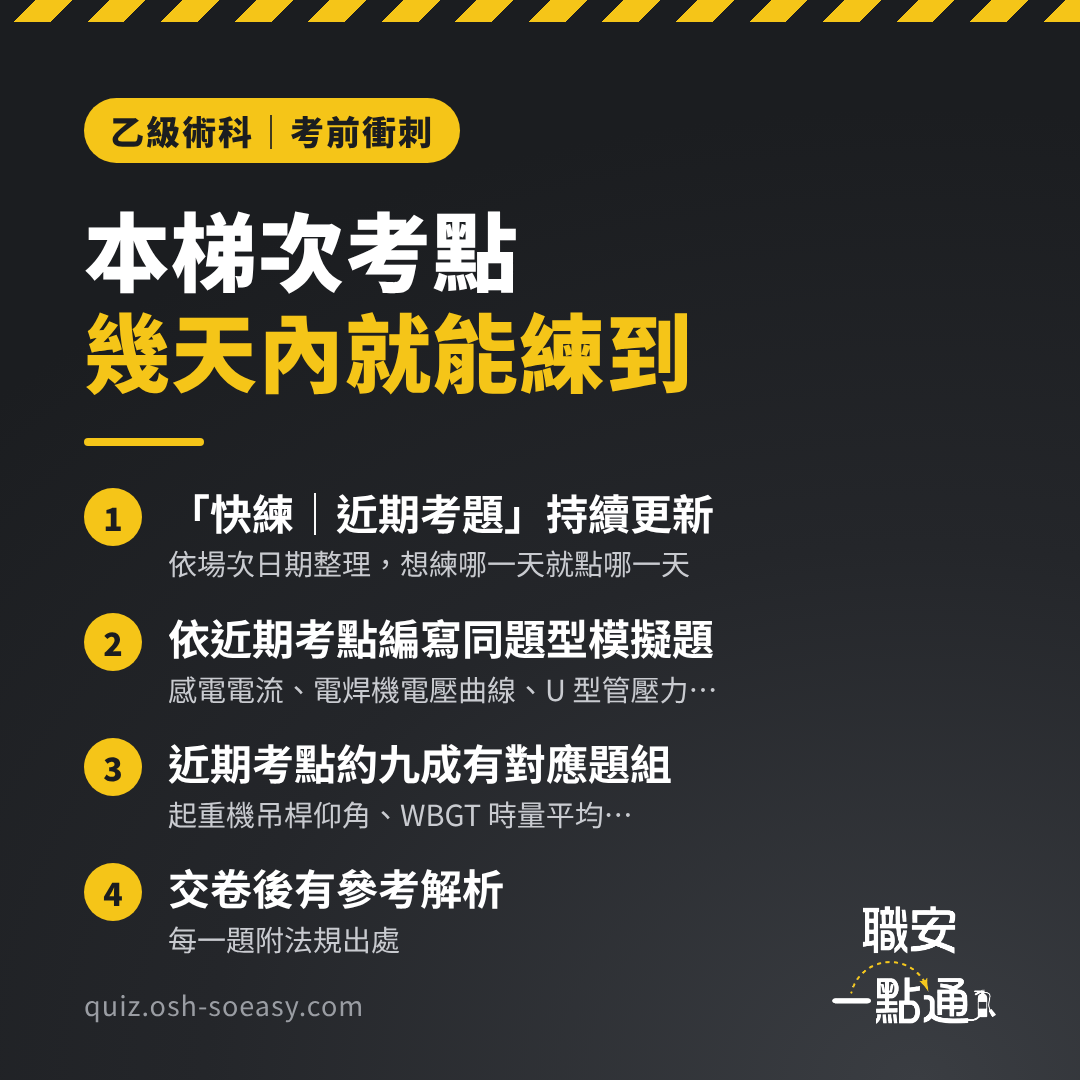 乙級術科｜考前衝刺
本梯次考點
幾天內就能練到
1 「快練｜近期考題」持續更新
依場次日期整理，想練哪一天就點哪一天
2 依近期考點編寫同題型模擬題
感電電流、電焊機電壓曲線、U 型管壓力…
3 近期考點約九成有對應題組
起重機吊桿仰角、WBGT 時量平均…
4 交卷後有參考解析
每一題附法規出處
quiz.osh-soeasy.com
職安
一點通